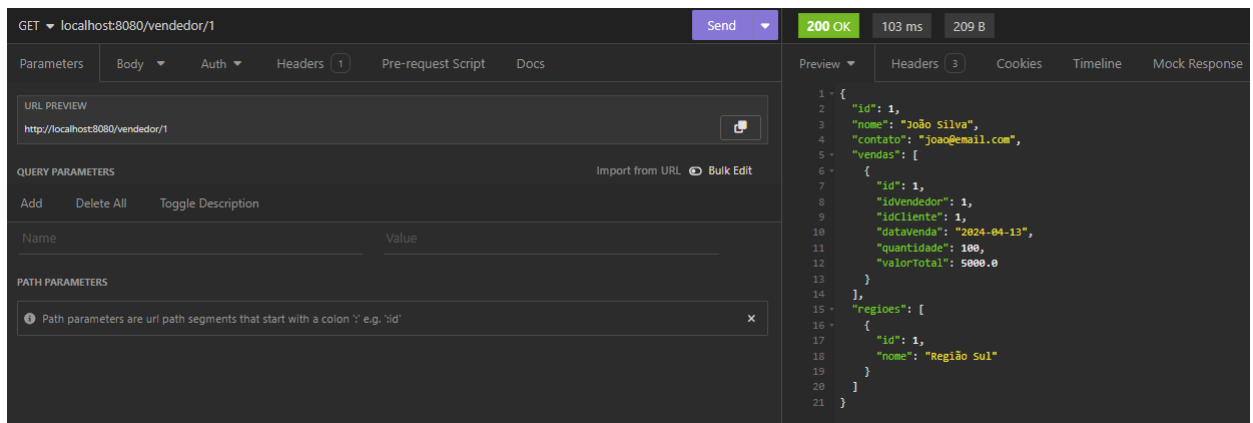 GET localhost:8080/vendedor/1 Send
200 OK 103 ms 209 B
Parameters Body Auth Headers 1 Pre-request Script Docs
Preview Headers 3 Cookies Timeline Mock Response
URL PREVIEW
http://localhost:8080/vendedor/1
QUERY PARAMETERS Import from URL Bulk Edit
Add Delete All Toggle Description
Name Value
PATH PARAMETERS
Path parameters are url path segments that start with a colon ':' e.g. ':id'
1 {
2 "id": 1,
3 "nome": "João Silva",
4 "contato": "joao@email.com",
5 "vendas": [
6 {
7 "id": 1,
8 "idVendedor": 1,
9 "idCliente": 1,
10 "dataVenda": "2024-04-13",
11 "quantidade": 100,
12 "valorTotal": 5000.0
13 }
14 ],
15 "regioes": [
16 {
17 "id": 1,
18 "nome": "Região Sul"
19 }
20 ]
21 }